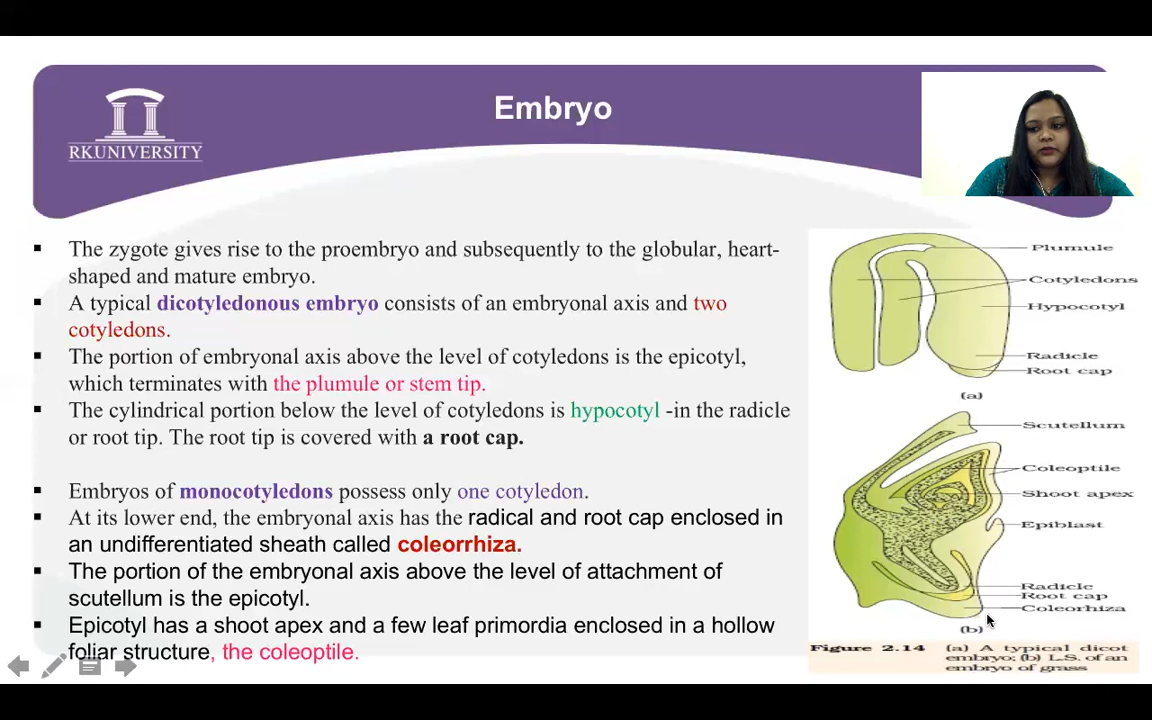 Embryo
RKUNIVERSITY
▪ The zygote gives rise to the proembryo and subsequently to the globular, heart-
shaped and mature embryo.
▪ A typical dicotyledonous embryo consists of an embryonal axis and two
cotyledons.
▪ The portion of embryonal axis above the level of cotyledons is the epicotyl,
which terminates with the plumule or stem tip.
▪ The cylindrical portion below the level of cotyledons is hypocotyl -in the radicle
or root tip. The root tip is covered with a root cap.
▪ Embryos of monocotyledons possess only one cotyledon.
▪ At its lower end, the embryonal axis has the radical and root cap enclosed in
an undifferentiated sheath called coleorrhiza.
▪ The portion of the embryonal axis above the level of attachment of
scutellum is the epicotyl.
▪ Epicotyl has a shoot apex and a few leaf primordia enclosed in a hollow
foliar structure, the coleoptile.
Plumule
Cotyledons
Hypocotyl
Radicle
Root cap
(a)
Scutellum
Coleoptile
Shoot apex
Epiblast
Radicle
Root cap
Coleorhiza
(b)
Figure 2.14 (a) A typical dicot
embryo; (b) L.S. of an
embryo of grass